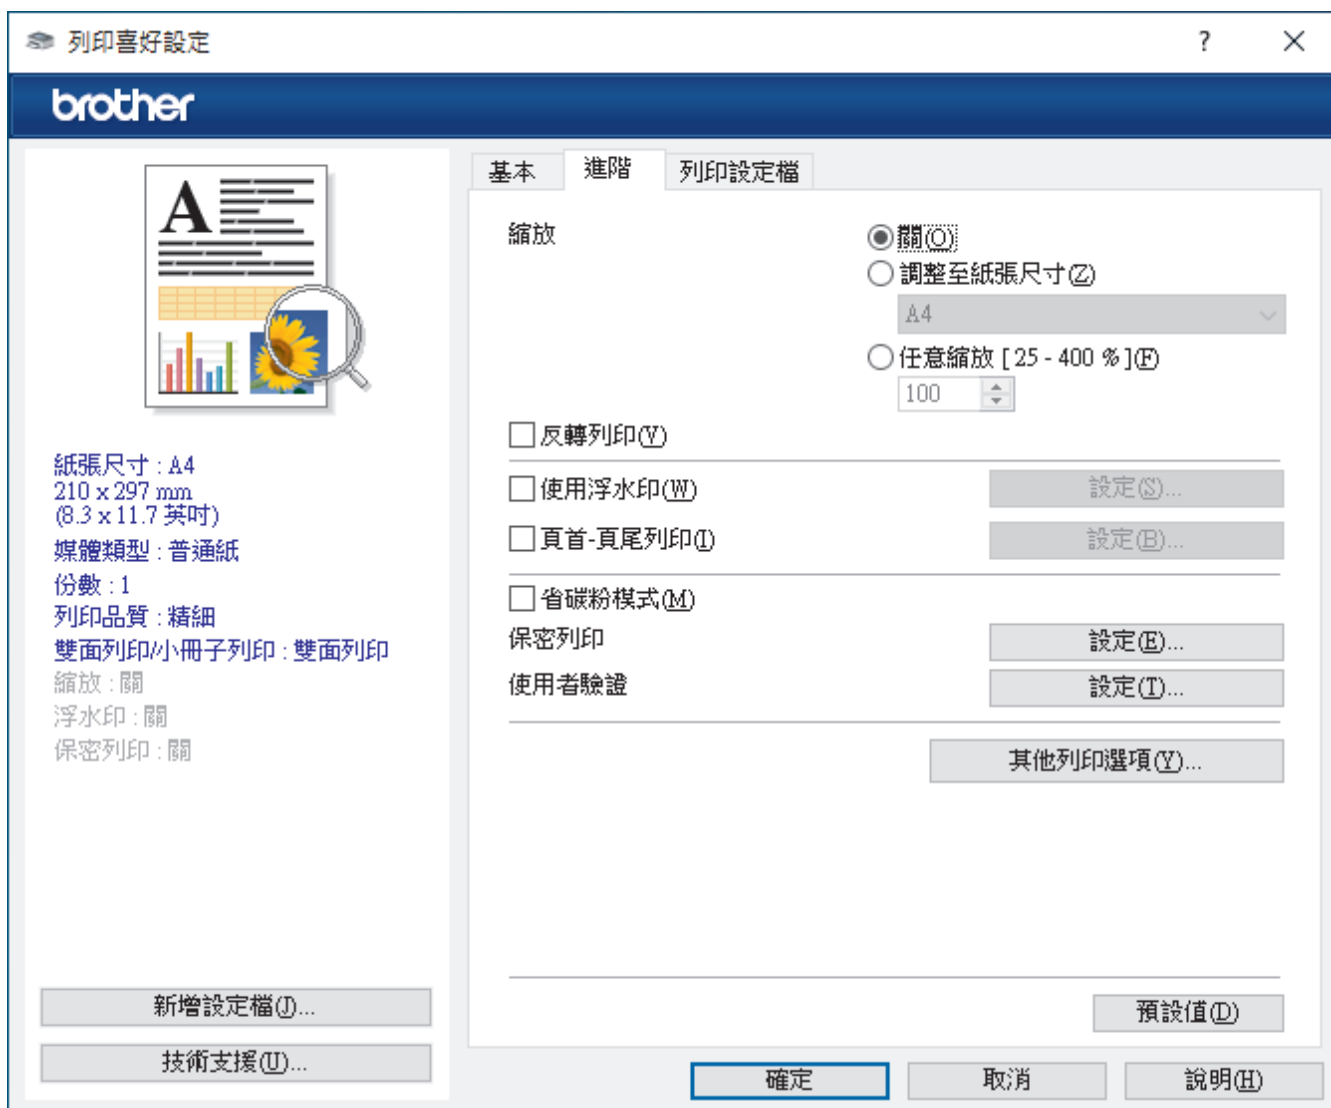 列印喜好設定
brother
A
紙張尺寸 : A4
210 x 297 mm
(8.3 x 11.7 英吋)
媒體類型 : 普通紙
份數 : 1
列印品質 : 精細
雙面列印/小冊子列印 : 雙面列印
縮放 : 關
浮水印 : 關
保密列印 : 關
新增設定檔(J)...
技術支援(U)...
基本 進階 列印設定檔
縮放 關(O)
調整至紙張尺寸(Z)
A4
任意縮放 [ 25 - 400 % ](F)
100
反轉列印(V)
使用浮水印(W) 設定(S)...
頁首-頁尾列印(I) 設定(B)...
省碳粉模式(M)
保密列印 設定(E)...
使用者驗證 設定(T)...
其他列印選項(Y)...
預設值(D)
確定 取消 說明(H)